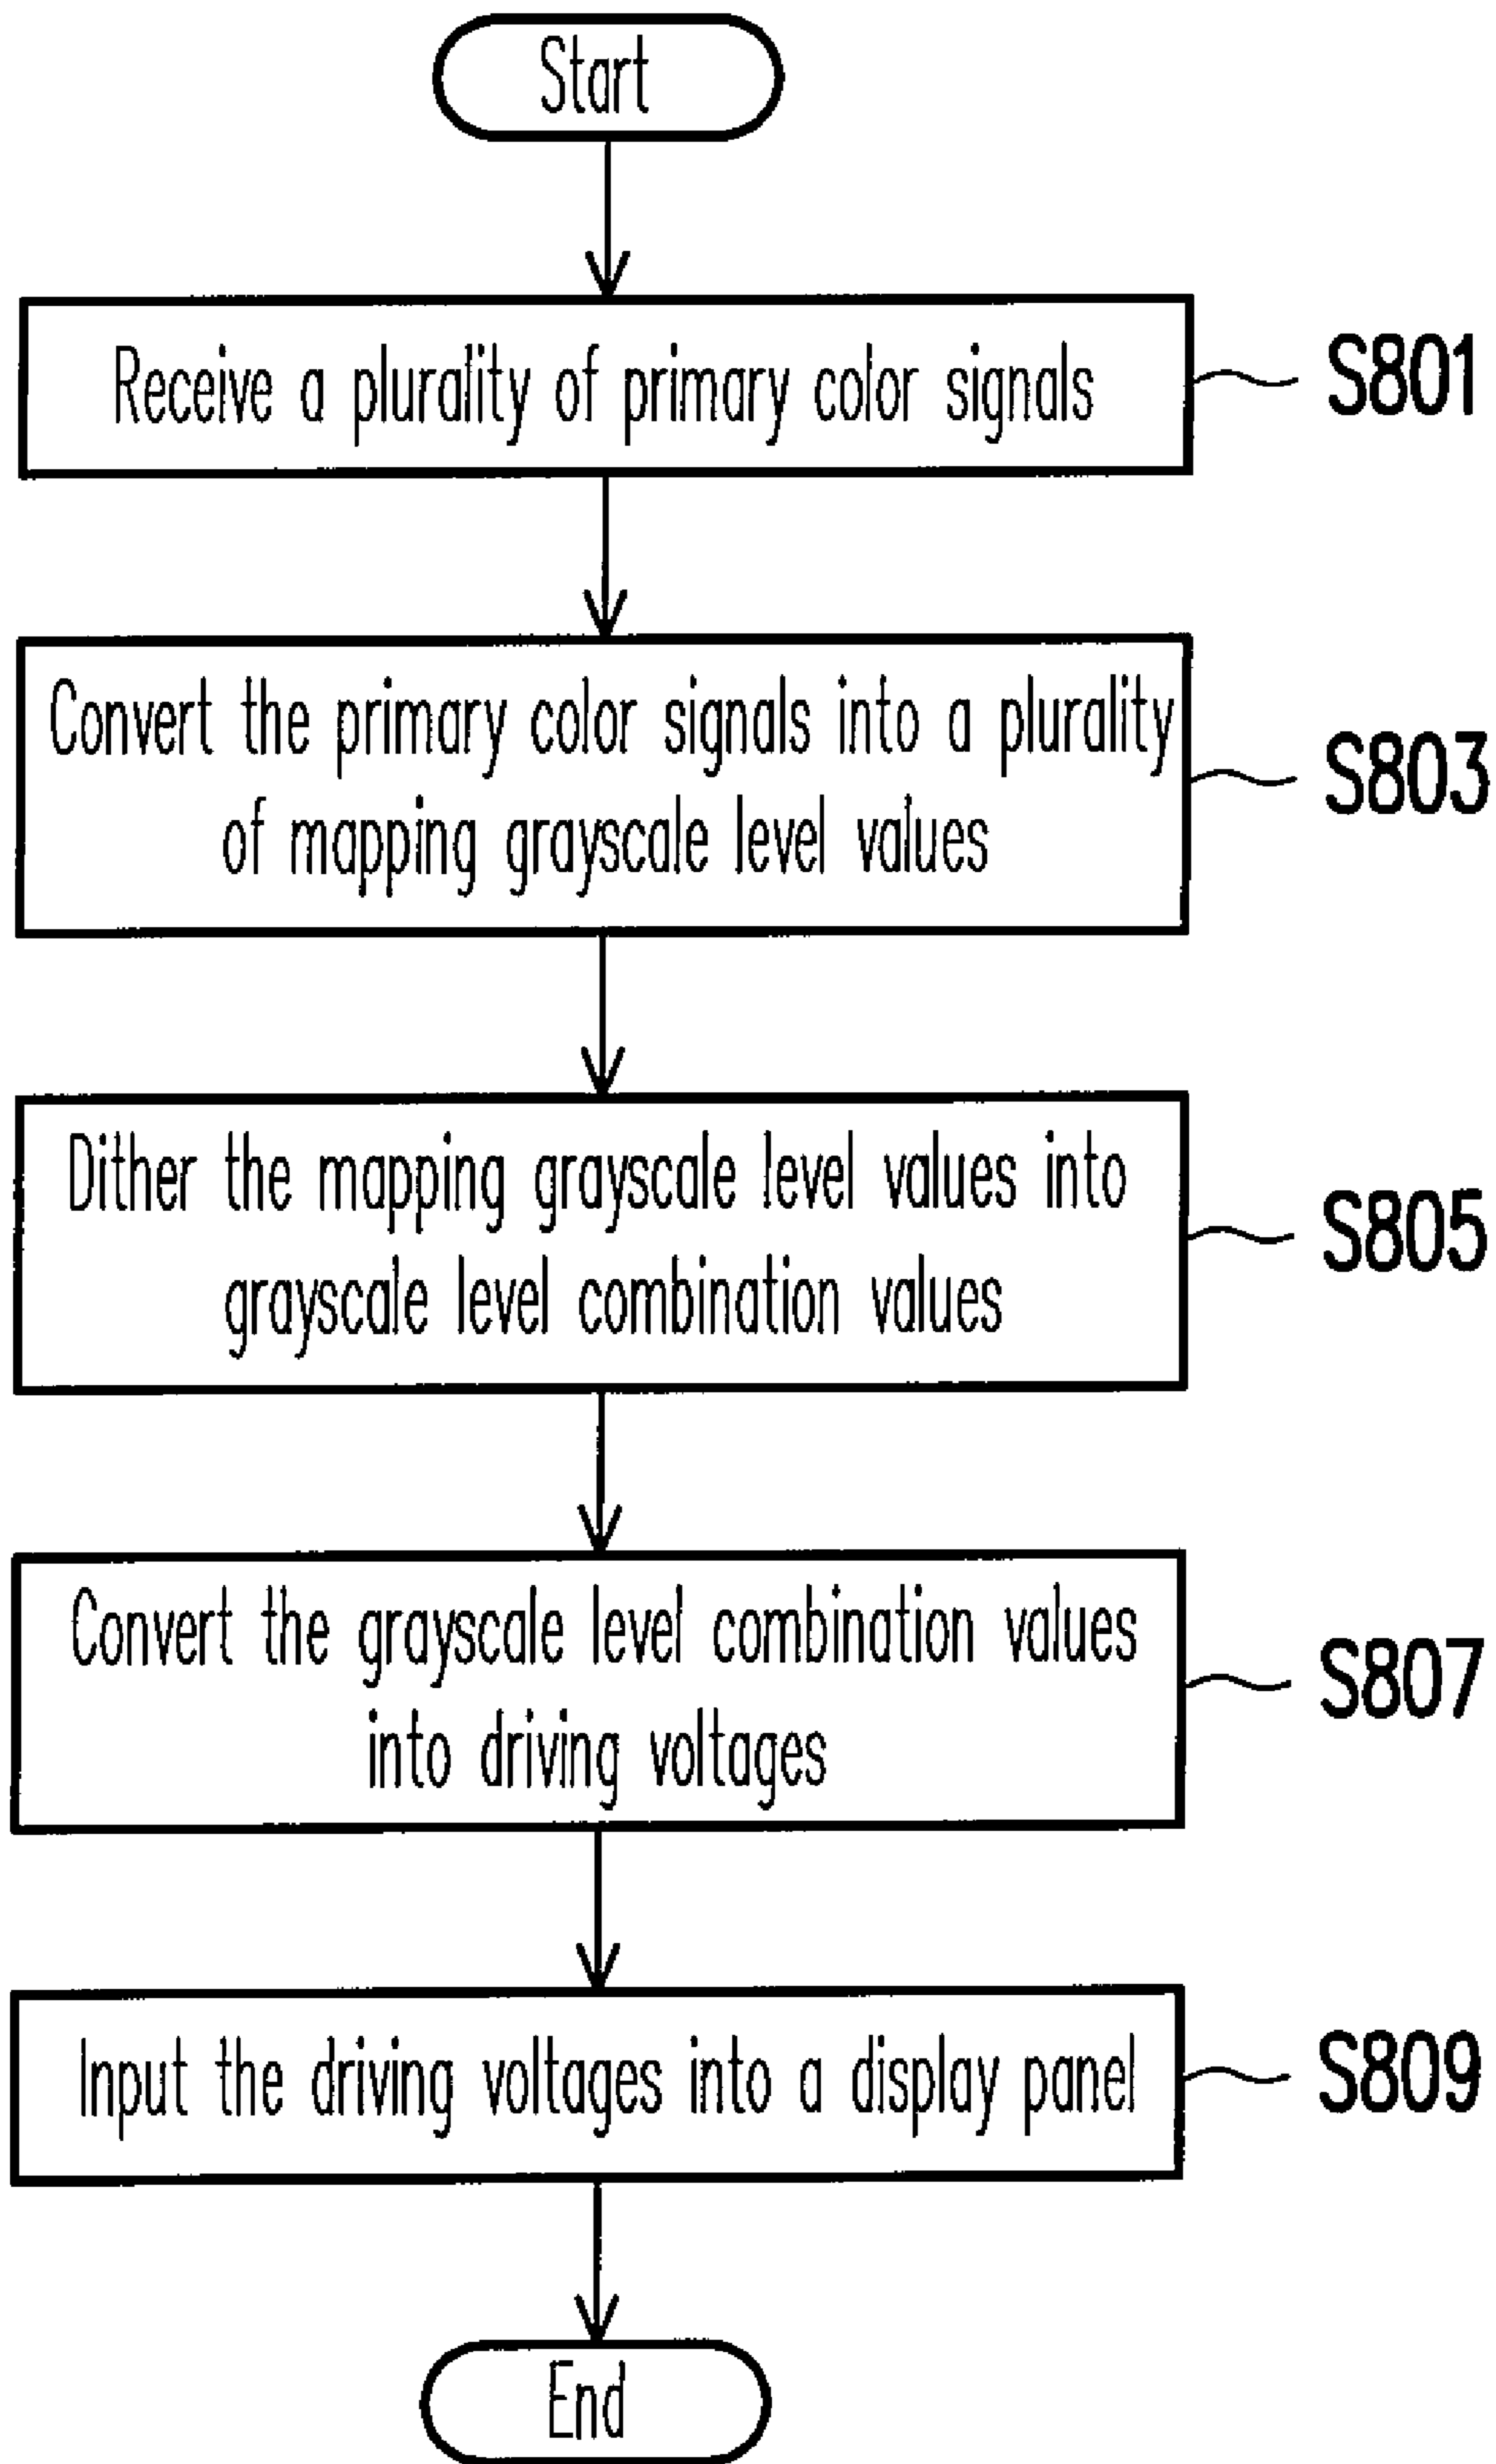 Start
Receive a plurality of primary color signals
S801
Convert the primary color signals into a plurality
of mapping grayscale level values
S803
Dither the mapping grayscale level values into
grayscale level combination values
S805
Convert the grayscale level combination values
into driving voltages
S807
Input the driving voltages into a display panel
S809
End